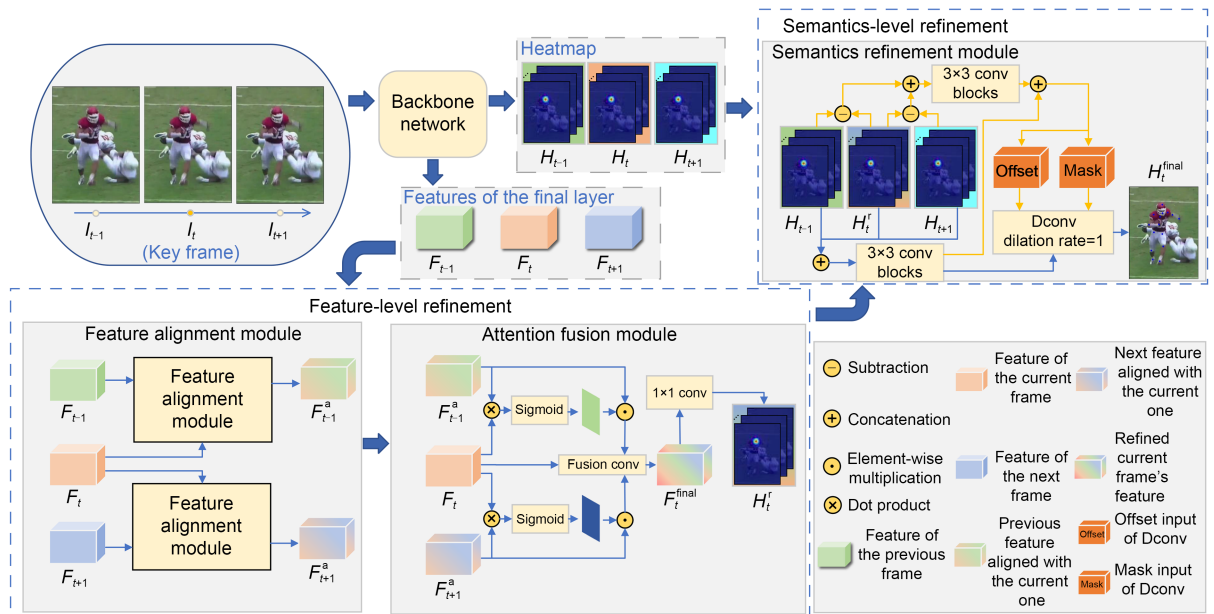 I_{t−1}
I_t
I_{t+1}
(Key frame)
Backbone
network
Heatmap
H_{t−1}
H_t
H_{t+1}
Features of the final layer
F_{t−1}
F_t
F_{t+1}
Semantics-level refinement
Semantics refinement module
3×3 conv
blocks
H_{t−1}
H_t^r
H_{t+1}
3×3 conv
blocks
Offset
Mask
Dconv
dilation rate=1
H_t^{final}
Feature-level refinement
Feature alignment module
F_{t−1}
F_t
F_{t+1}
Feature
alignment
module
Feature
alignment
module
F_{t−1}^a
F_{t+1}^a
Attention fusion module
F_{t−1}^a
F_t
F_{t+1}^a
Sigmoid
Fusion conv
Sigmoid
1×1 conv
F_t^{final}
H_t^r
Subtraction
Concatenation
Element-wise
multiplication
Dot product
Feature of
the previous
frame
Feature of
the current
frame
Feature of
the next
frame
Previous
feature
aligned with
the current
one
Next feature
aligned with
the current
one
Refined
current
frame's
feature
Offset
Offset input
of Dconv
Mask
Mask input
of Dconv